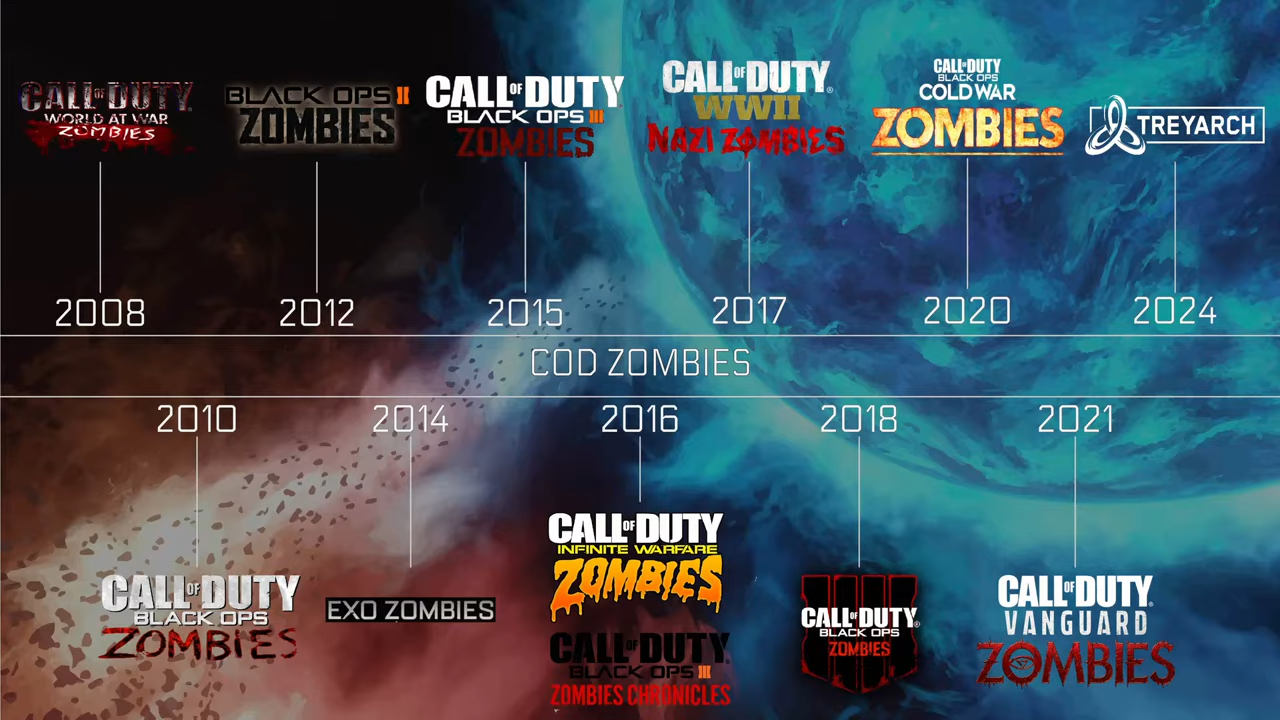 CALL OF DUTY
WORLD AT WAR
ZOMBIES
BLACK OPS II
ZOMBIES
CALL OF DUTY
BLACK OPS III
ZOMBIES
CALL OF DUTY®
WWII
NAZI ZOMBIES
CALL OF DUTY
BLACK OPS
COLD WAR
ZOMBIES
TREYARCH
2008
2012
2015
2017
2020
2024
COD ZOMBIES
2010
2014
2016
2018
2021
CALL OF DUTY
BLACK OPS
ZOMBIES
EXO ZOMBIES
CALL OF DUTY
INFINITE WARFARE
ZOMBIES
CALL OF DUTY
BLACK OPS III
ZOMBIES CHRONICLES
CALL OF DUTY®
BLACK OPS
ZOMBIES
CALL OF DUTY®
VANGUARD
ZOMBIES